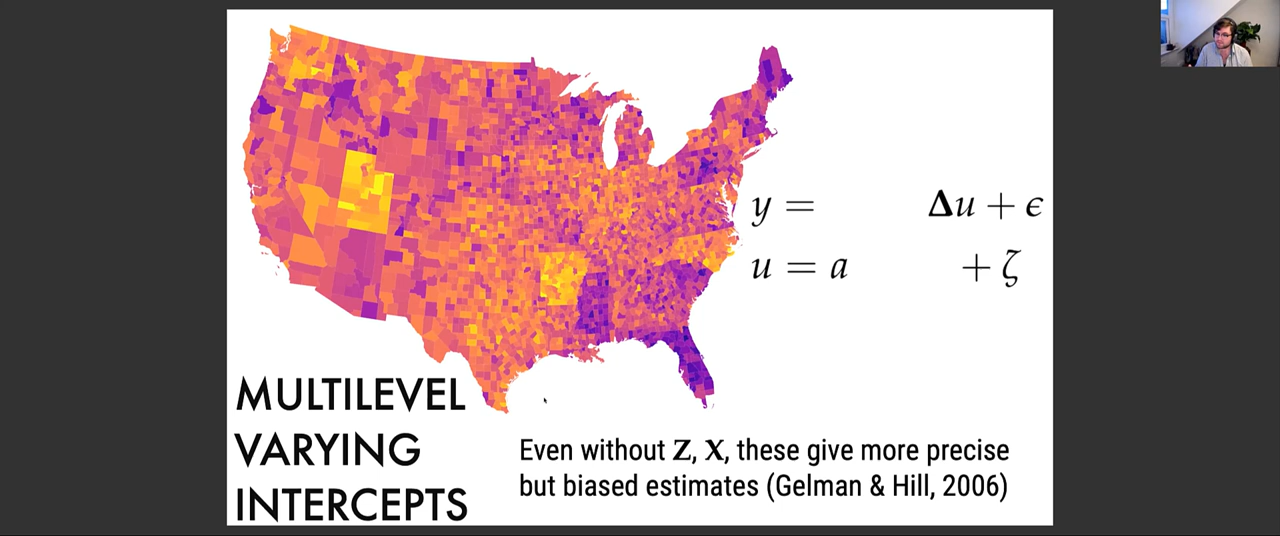 y = Δu + ϵ
u = a + ζ
MULTILEVEL
VARYING
INTERCEPTS
Even without Z, X, these give more precise
but biased estimates (Gelman & Hill, 2006)